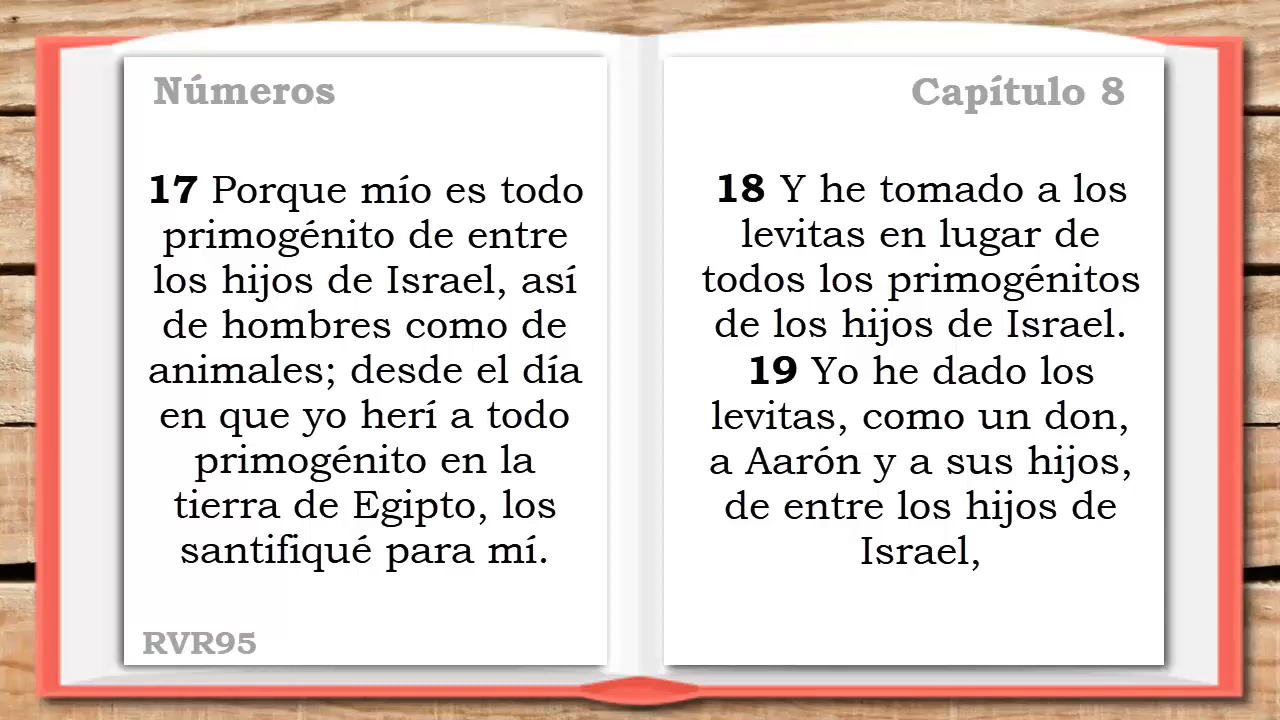 Números
17 Porque mío es todo
primogénito de entre
los hijos de Israel, así
de hombres como de
animales; desde el día
en que yo herí a todo
primogénito en la
tierra de Egipto, los
santifiqué para mí.
RVR95
Capítulo 8
18 Y he tomado a los
levitas en lugar de
todos los primogénitos
de los hijos de Israel.
19 Yo he dado los
levitas, como un don,
a Aarón y a sus hijos,
de entre los hijos de
Israel,